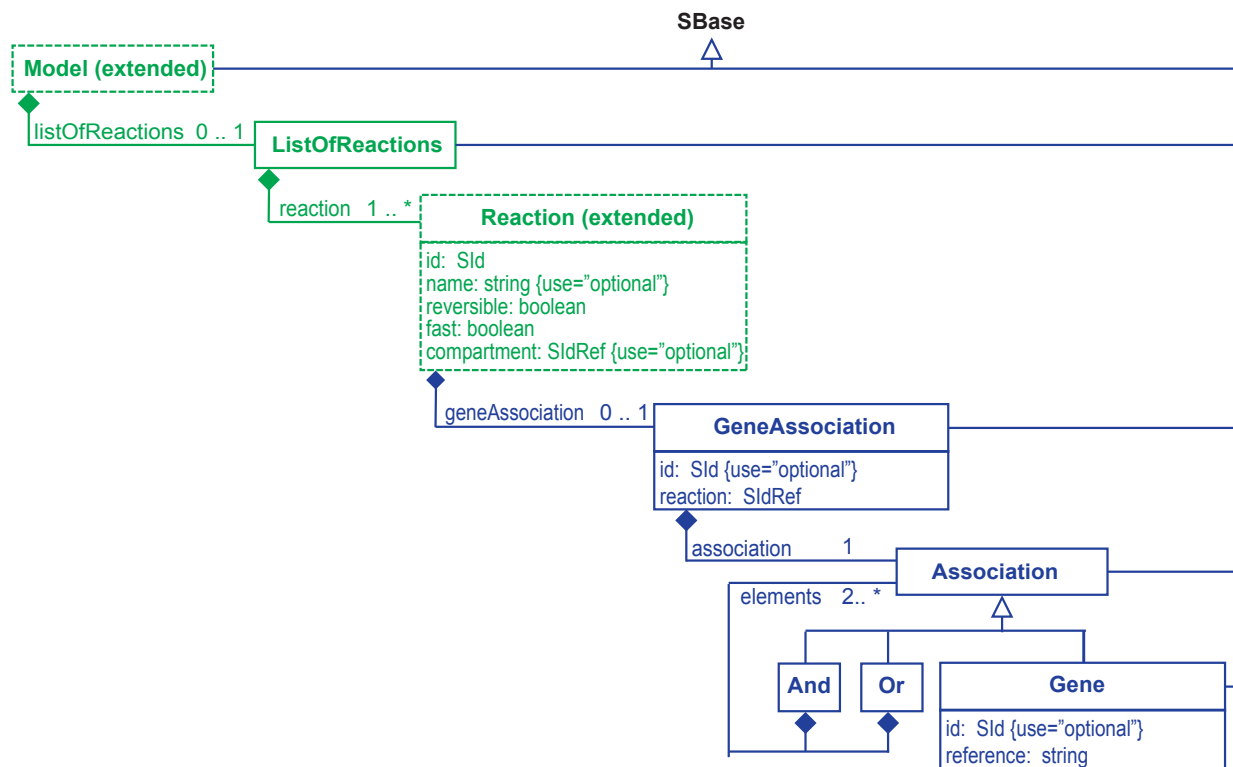 SBase
Model (extended)
listOfReactions 0 .. 1
ListOfReactions
reaction 1 .. *
Reaction (extended)
id: SId
name: string {use=”optional”}
reversible: boolean
fast: boolean
compartment: SIdRef {use=”optional”}
geneAssociation 0 .. 1
GeneAssociation
id: SId {use=”optional”}
reaction: SIdRef
association 1
Association
elements 2.. *
And
Or
Gene
id: SId {use=”optional”}
reference: string